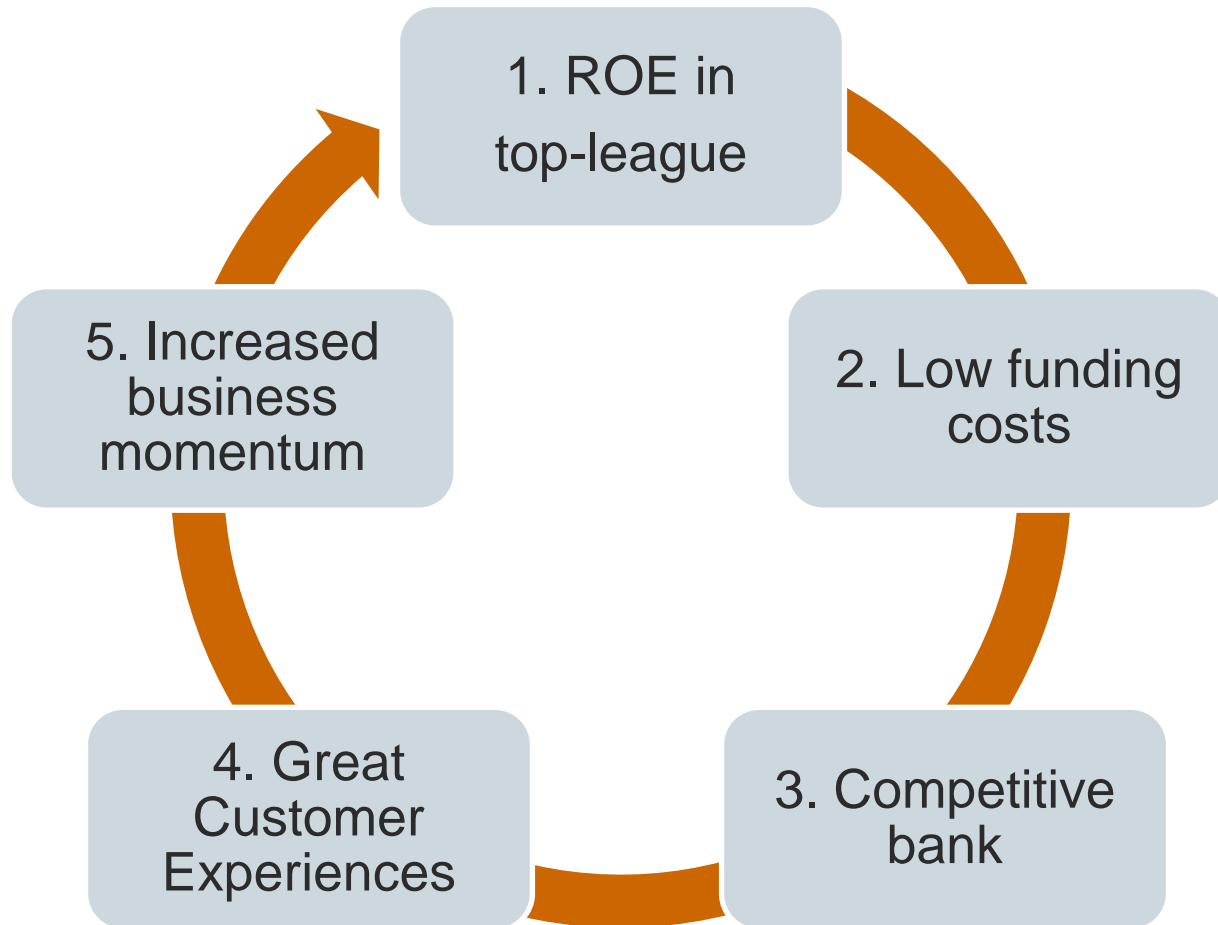 1. ROE in
top-league
2. Low funding
costs
3. Competitive
bank
4. Great
Customer
Experiences
5. Increased
business
momentum